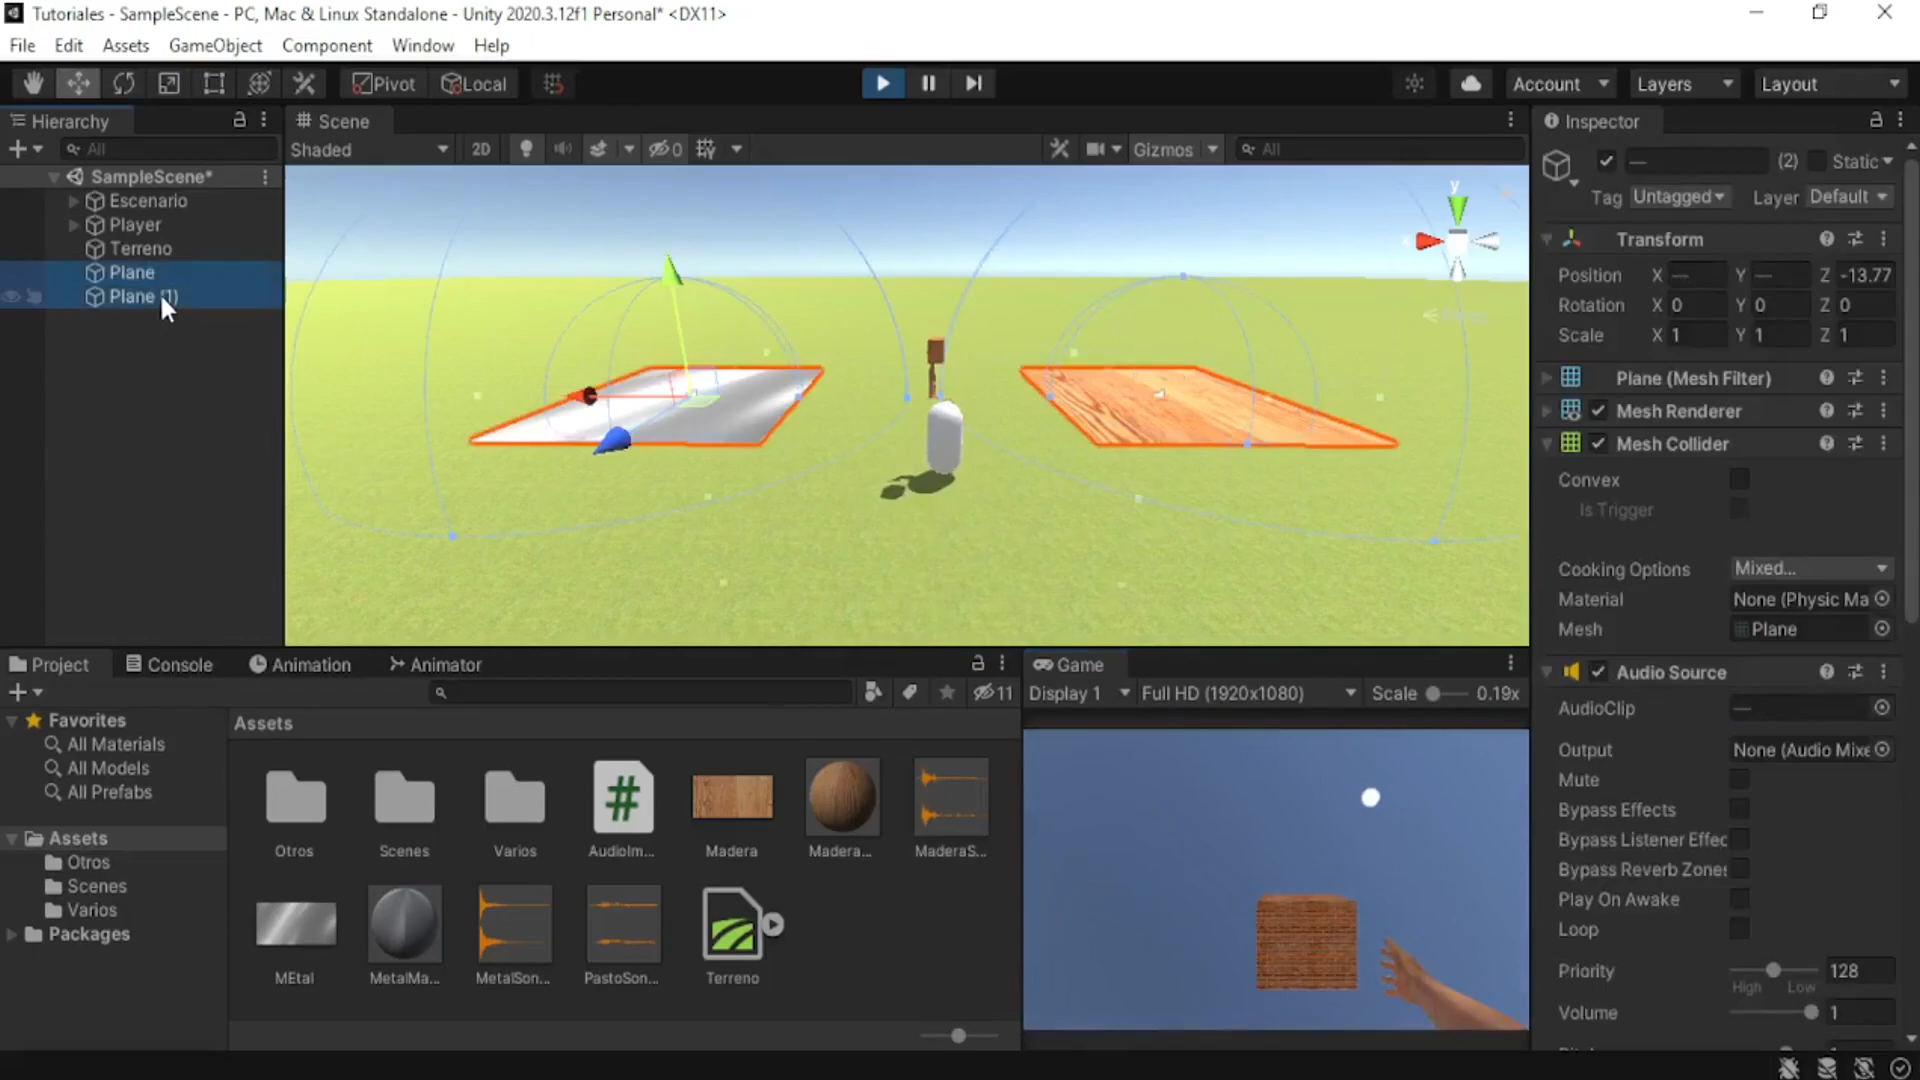 Tutoriales - SampleScene - PC, Mac & Linux Standalone - Unity 2020.3.12f1 Personal* <DX11>
File Edit Assets GameObject Component Window Help
Pivot Local Account Layers Layout
Hierarchy
All
SampleScene*
Escenario
Player
Terreno
Plane
Plane (1)
Scene
Shaded 2D 0 Gizmos All
y
x
Inspector
— (2) Static
Tag Untagged Layer Default
Transform
Position X — Y — Z -13.77
Rotation X 0 Y 0 Z 0
Scale X 1 Y 1 Z 1
Plane (Mesh Filter)
Mesh Renderer
Mesh Collider
Convex
Is Trigger
Cooking Options Mixed...
Material None (Physic Ma
Mesh Plane
Audio Source
AudioClip —
Output None (Audio Mixe
Mute
Bypass Effects
Bypass Listener Effec
Bypass Reverb Zones
Play On Awake
Loop
Priority 128
High Low
Volume 1
Project Console Animation Animator
11
Favorites
All Materials
All Models
All Prefabs
Assets
Otros
Scenes
Varios
Packages
Assets
Otros Scenes Varios AudioIm... Madera Madera... MaderaS...
MEtal MetalMa... MetalSon... PastoSon... Terreno
Game
Display 1 Full HD (1920x1080) Scale 0.19x